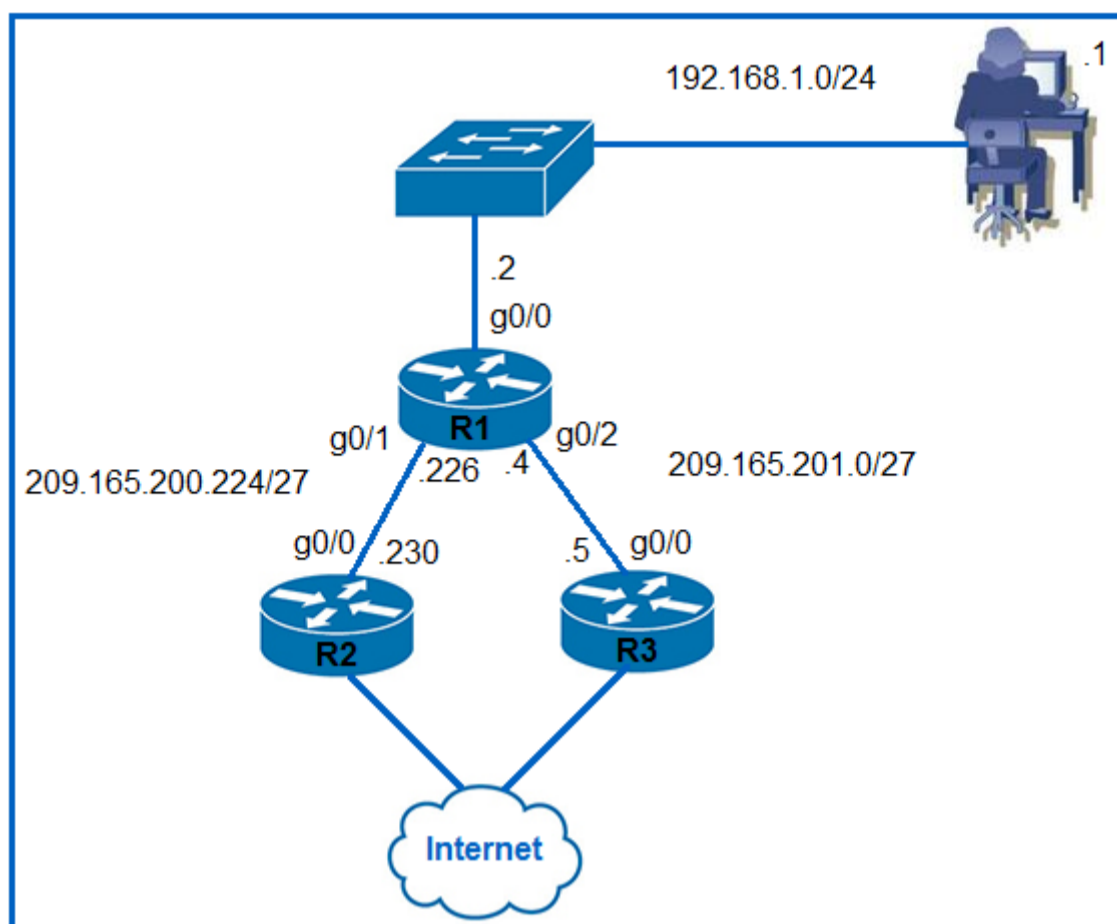 .1
192.168.1.0/24
.2
g0/0
R1
g0/1
g0/2
.226
.4
209.165.200.224/27
209.165.201.0/27
g0/0
.230
.5
g0/0
R2
R3
Internet